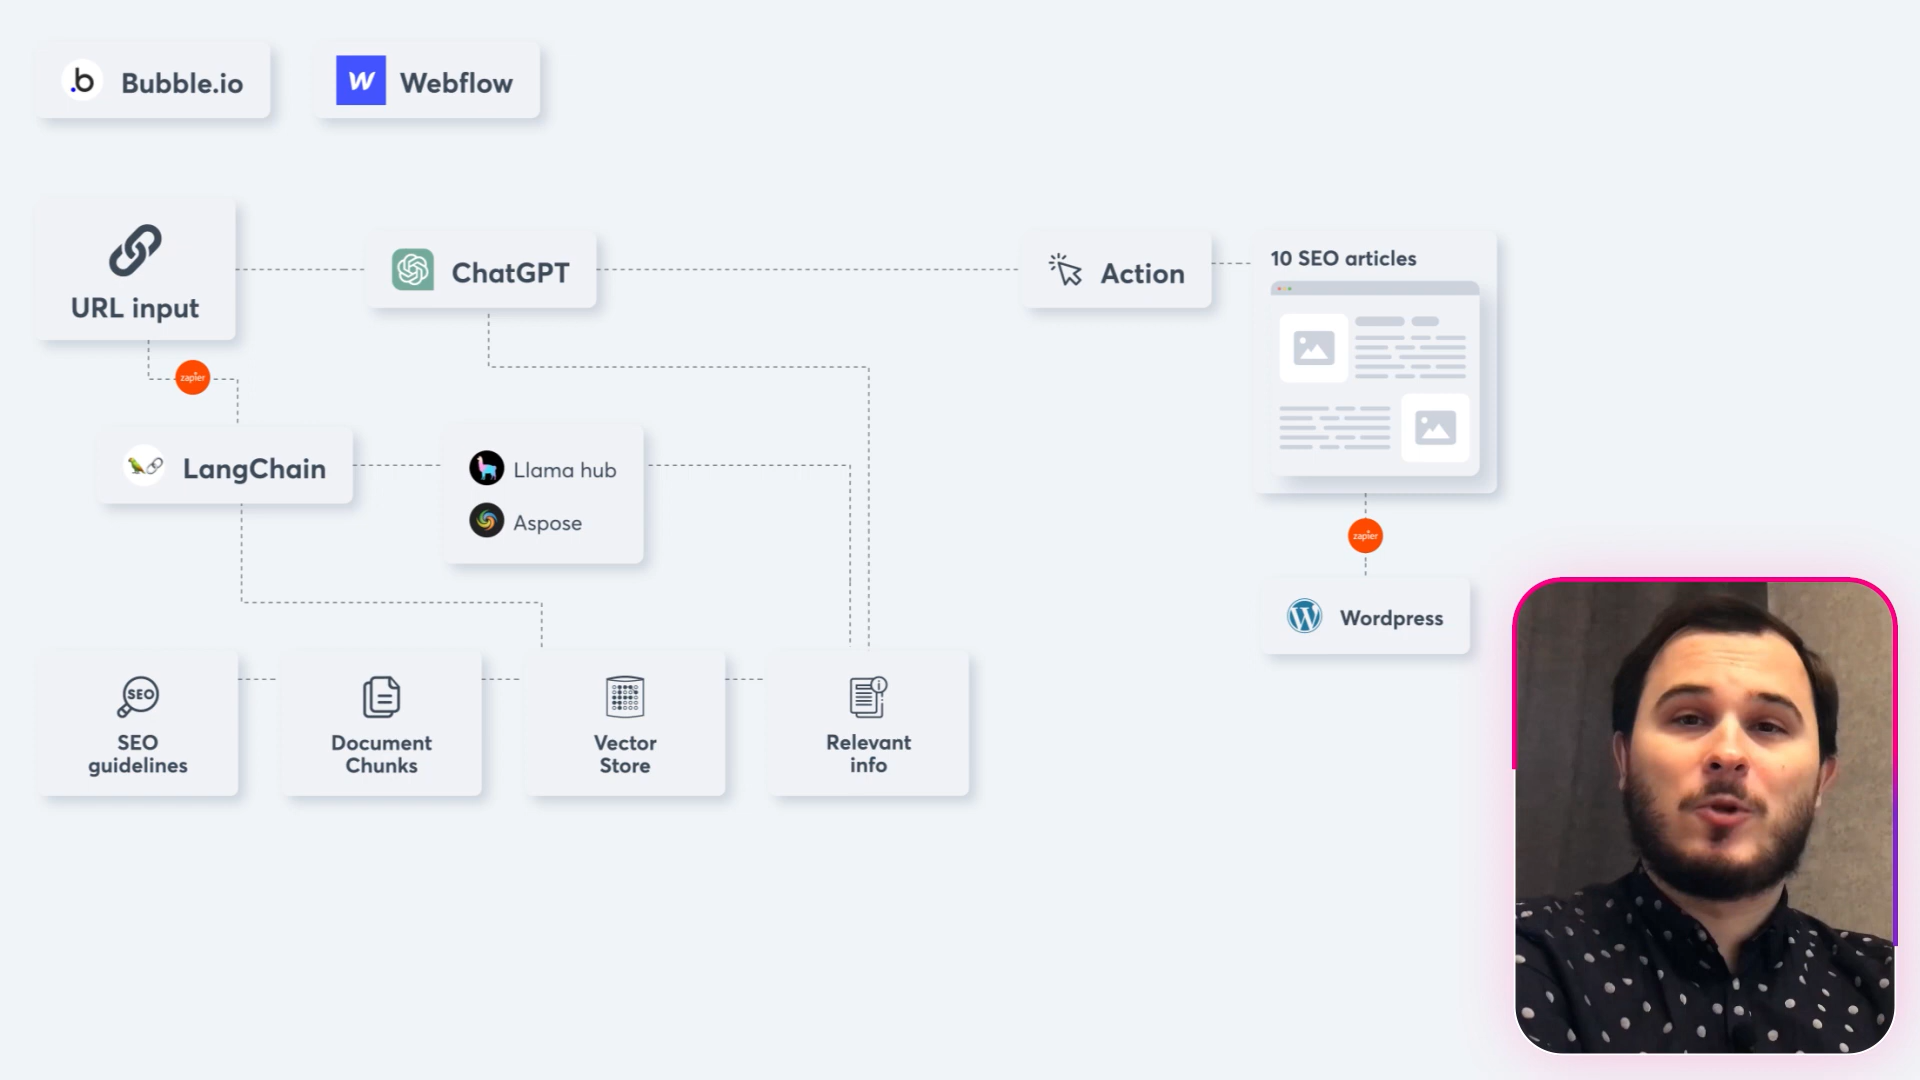 .b Bubble.io
W Webflow
URL input
ChatGPT
Action
10 SEO articles
zapier
LangChain
Llama hub
Aspose
zapier
W Wordpress
SEO
SEO
guidelines
Document
Chunks
Vector
Store
i
Relevant
info